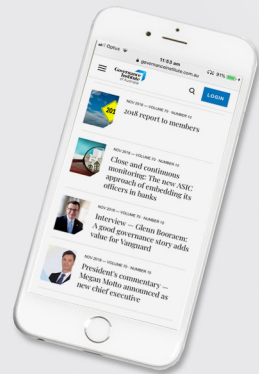 Optus
11:53 am
91%
governanceinstitute.com.au
Governance
Institute
of Australia
LOGIN
201
NOV 2018 — VOLUME 70 · NUMBER 10
2018 report to members
NOV 2018 — VOLUME 70 · NUMBER 10
Close and continuous
monitoring: The new ASIC
approach of embedding its
officers in banks
NOV 2018 — VOLUME 70 · NUMBER 10
Interview — Glenn Booraem:
A good governance story adds
value for Vanguard
NOV 2018 — VOLUME 70 · NUMBER 10
President's commentary —
Megan Motto announced as
new chief executive